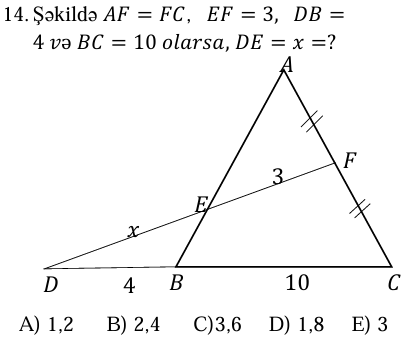 14. Şəkildə AF = FC, EF = 3, DB =
4 və BC = 10 olarsa, DE = x =?
A
F
3
E
x
D
4
B
10
C
A) 1,2 B) 2,4 C)3,6 D) 1,8 E) 3